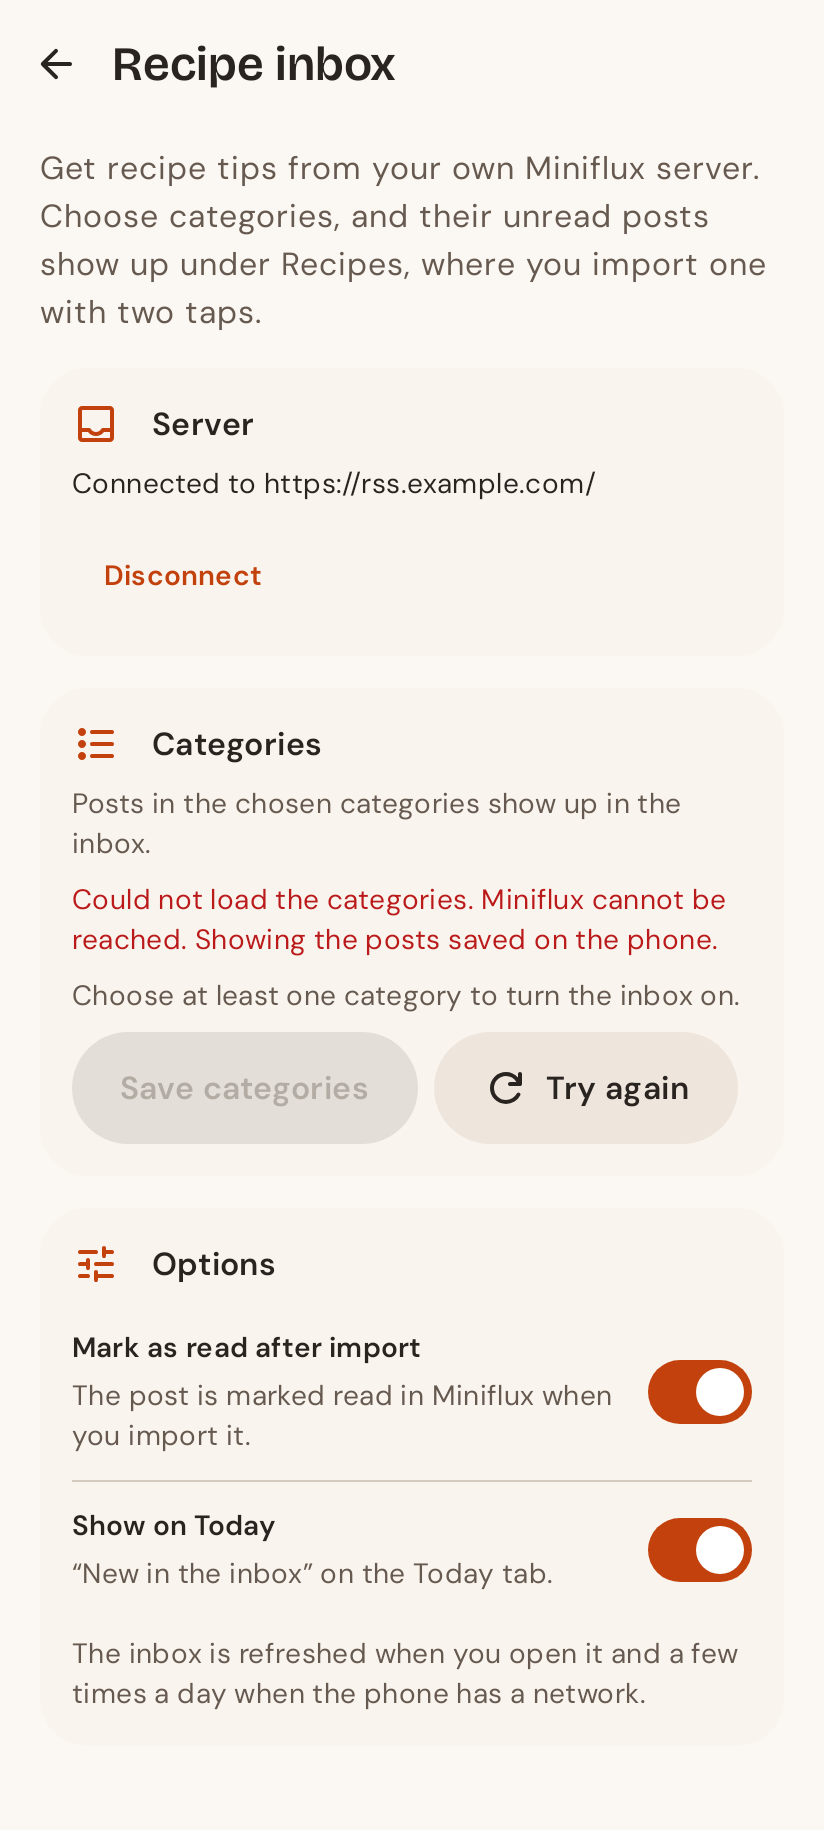 Recipe inbox
Get recipe tips from your own Miniflux server.
Choose categories, and their unread posts
show up under Recipes, where you import one
with two taps.
Server
Connected to https://rss.example.com/
Disconnect
Categories
Posts in the chosen categories show up in the
inbox.
Could not load the categories. Miniflux cannot be
reached. Showing the posts saved on the phone.
Choose at least one category to turn the inbox on.
Save categories
Try again
Options
Mark as read after import
The post is marked read in Miniflux when
you import it.
Show on Today
“New in the inbox” on the Today tab.
The inbox is refreshed when you open it and a few
times a day when the phone has a network.